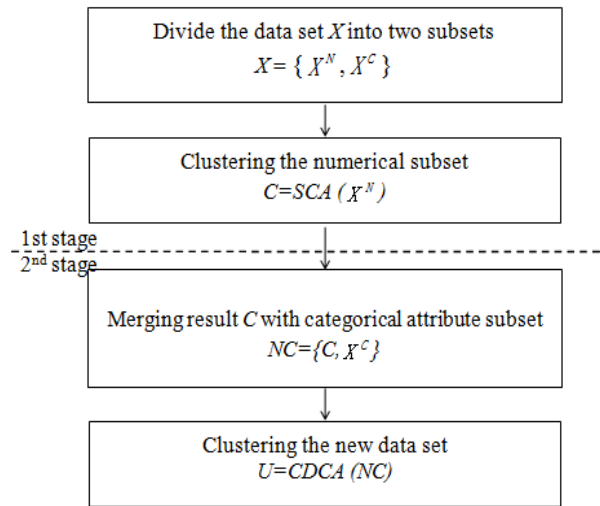 Divide the data set X into two subsets
X= { X^N , X^C }
Clustering the numerical subset
C=SCA ( X^N )
1st stage
2nd stage
Merging result C with categorical attribute subset
NC={C, X^C }
Clustering the new data set
U=CDCA (NC)